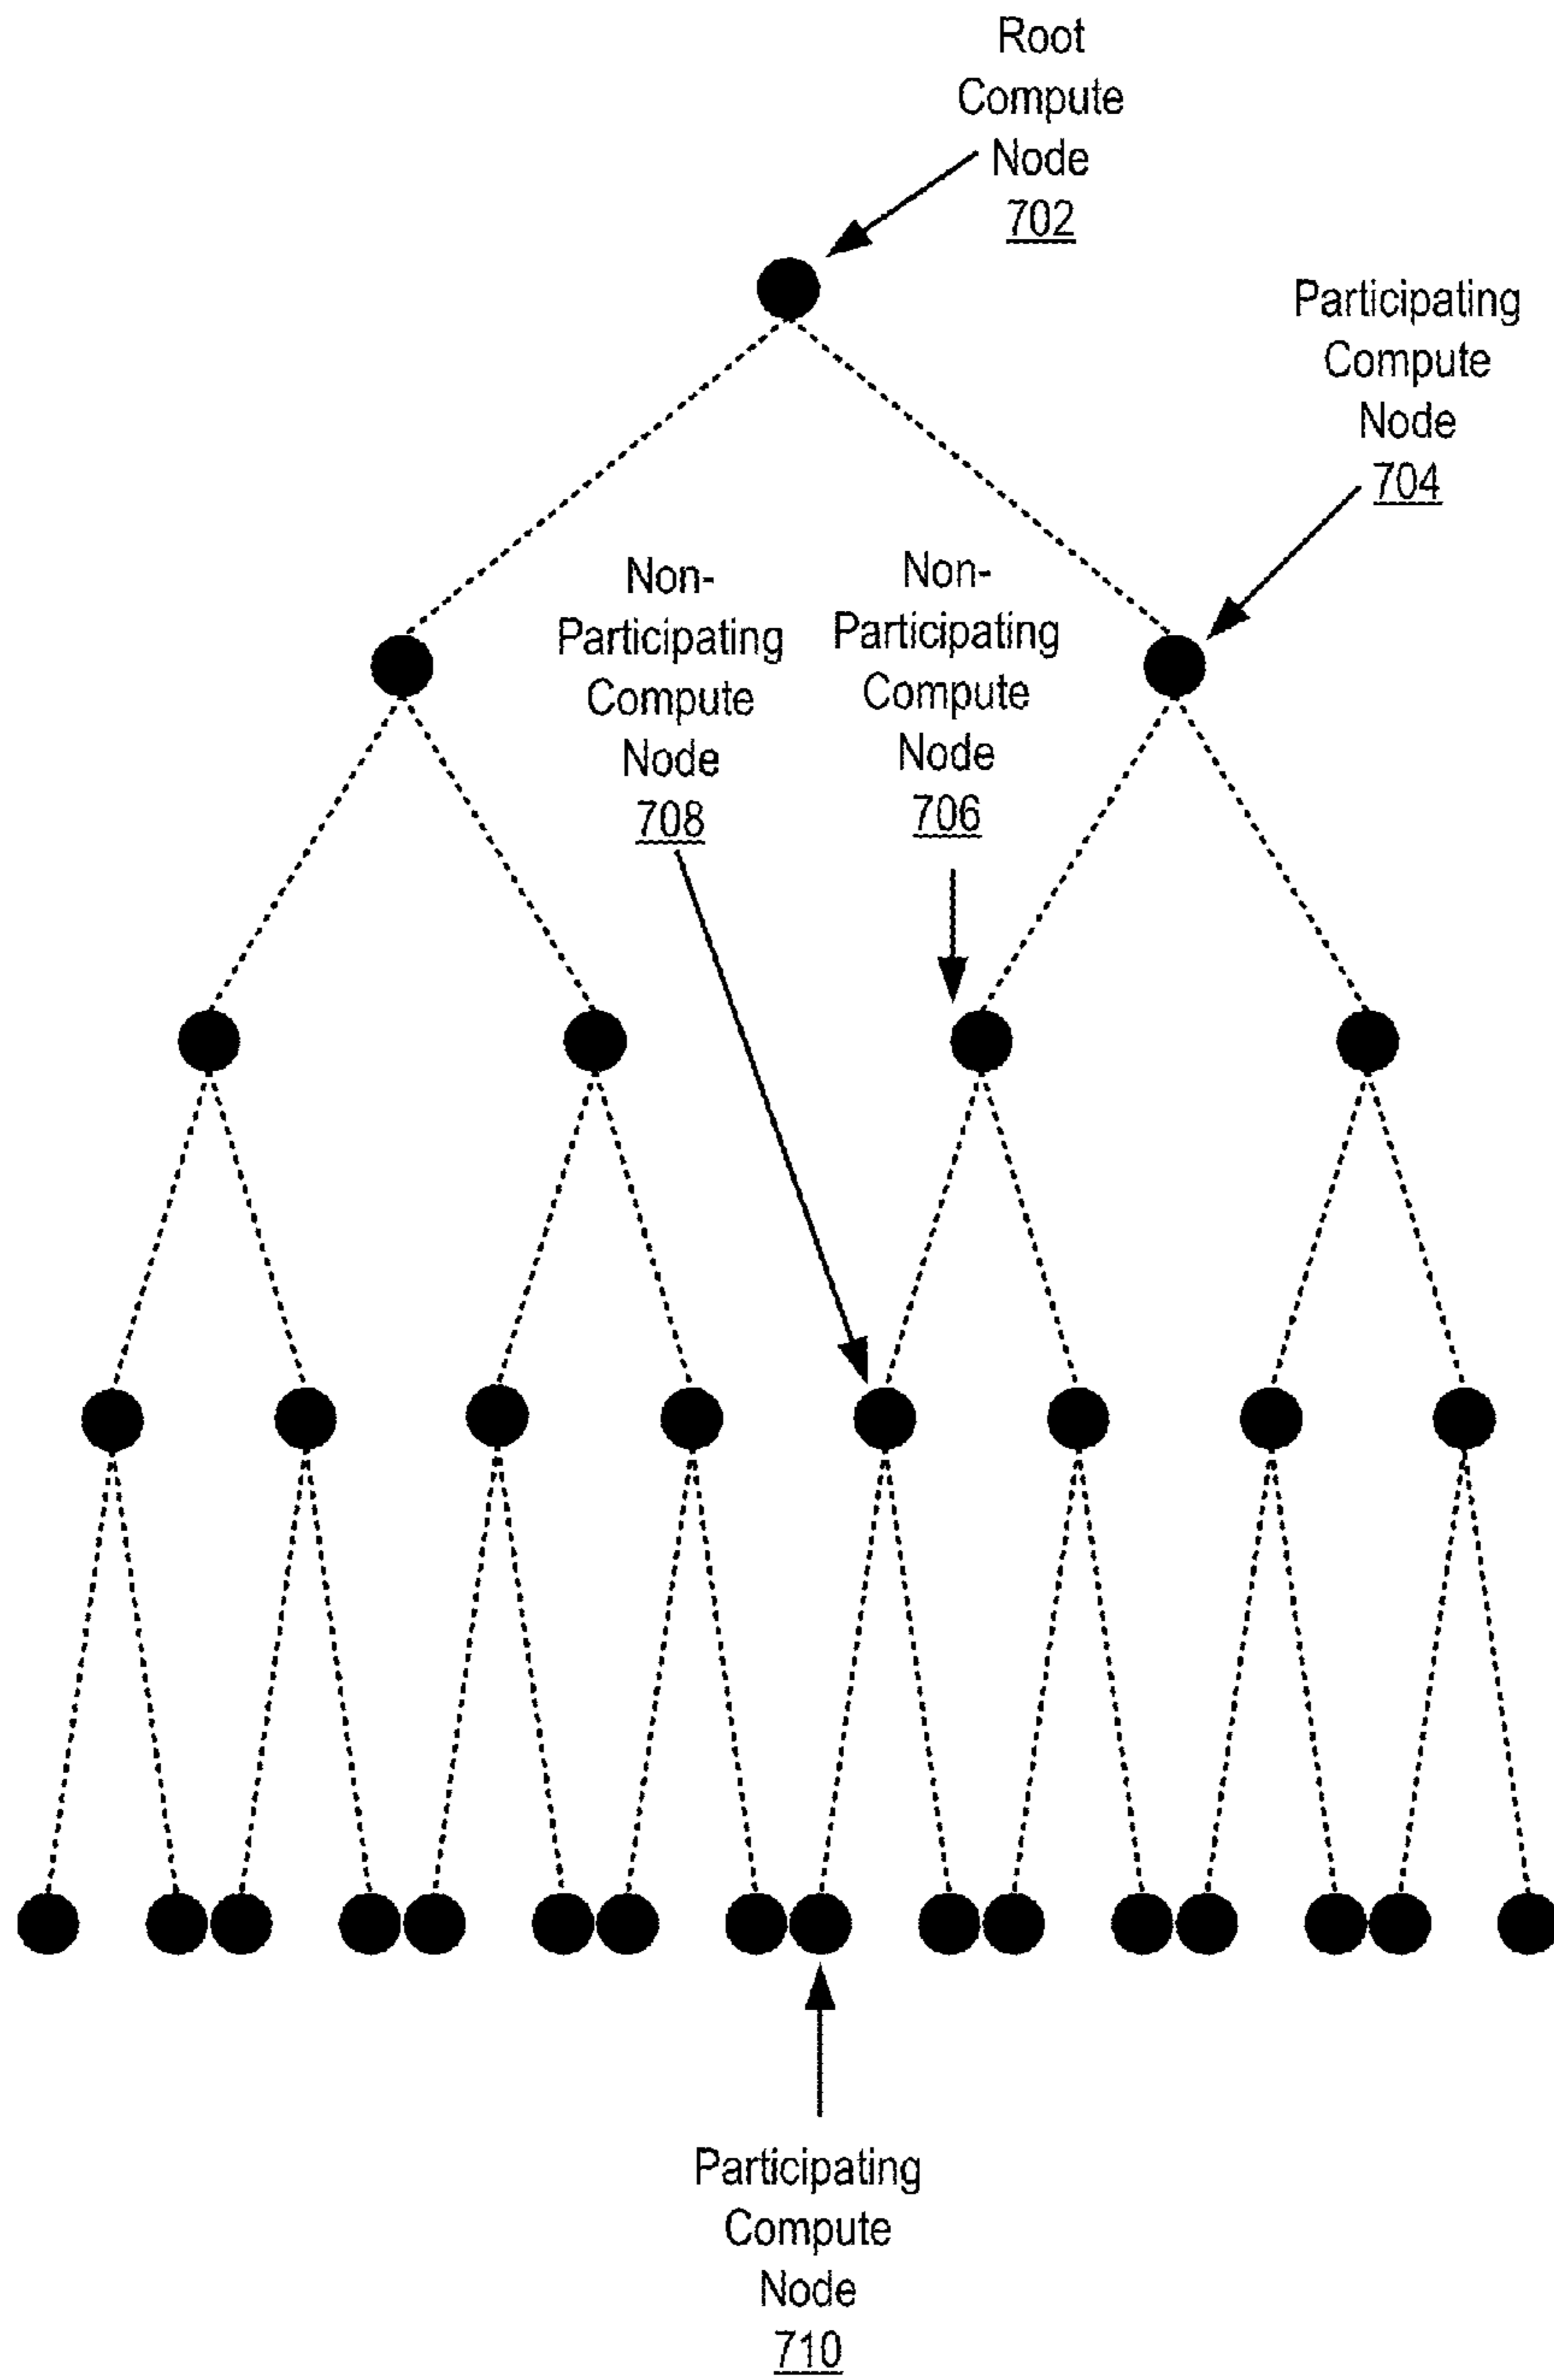 Root
Compute
Node
702
Participating
Compute
Node
704
Non-
Participating
Compute
Node
708
Non-
Participating
Compute
Node
706
Participating
Compute
Node
710